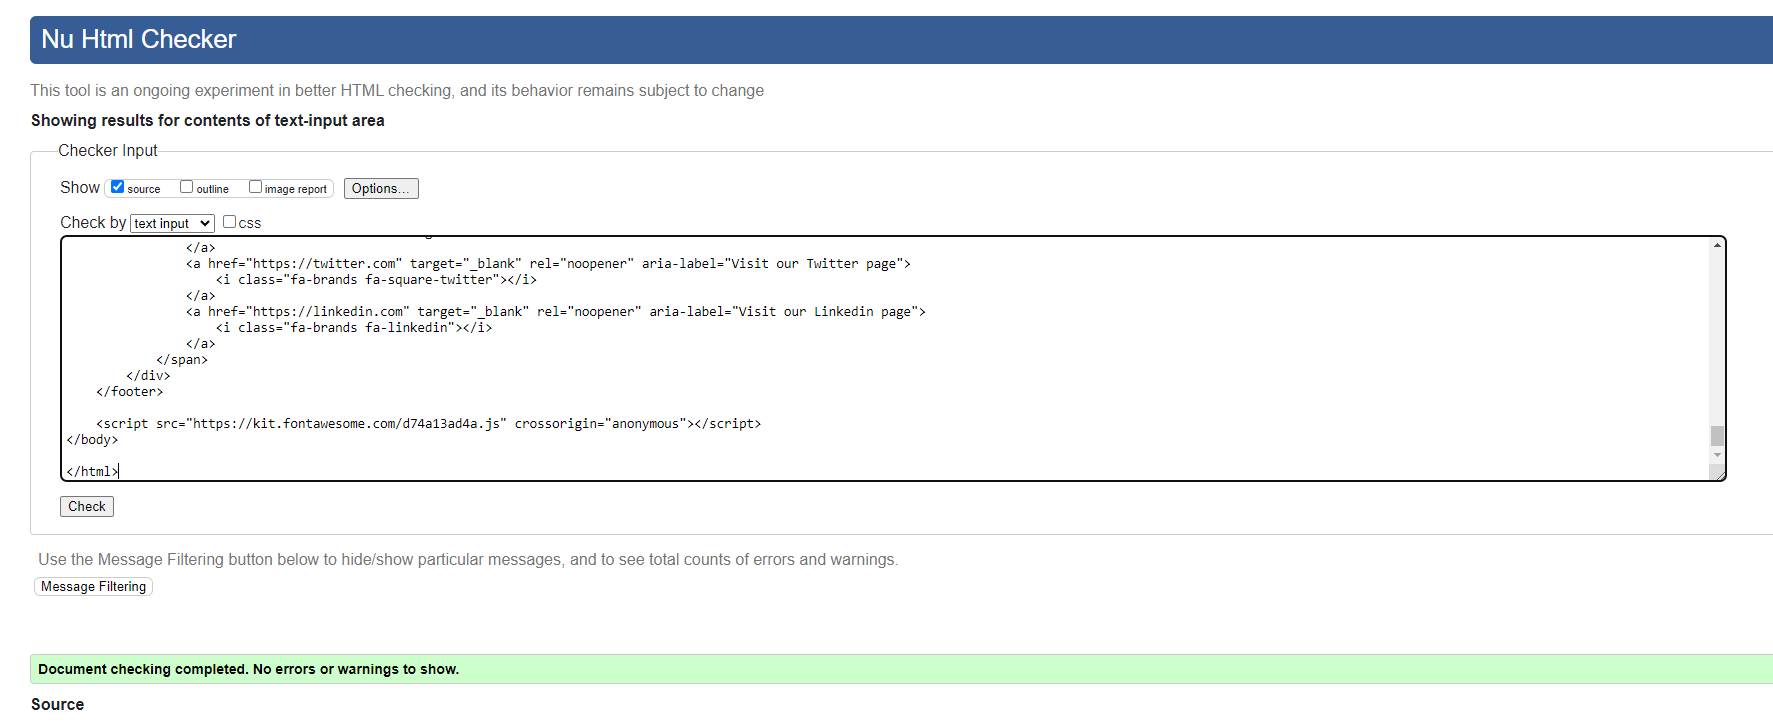 Nu Html Checker
This tool is an ongoing experiment in better HTML checking, and its behavior remains subject to change
Showing results for contents of text-input area
Checker Input
Show source outline image report Options...
Check by text input css
</a>
<a href="https://twitter.com" target="_blank" rel="noopener" aria-label="Visit our Twitter page">
<i class="fa-brands fa-square-twitter"></i>
</a>
<a href="https://linkedin.com" target="_blank" rel="noopener" aria-label="Visit our Linkedin page">
<i class="fa-brands fa-linkedin"></i>
</a>
</span>
</div>
</footer>
<script src="https://kit.fontawesome.com/d74a13ad4a.js" crossorigin="anonymous"></script>
</body>
</html>
Check
Use the Message Filtering button below to hide/show particular messages, and to see total counts of errors and warnings.
Message Filtering
Document checking completed. No errors or warnings to show.
Source